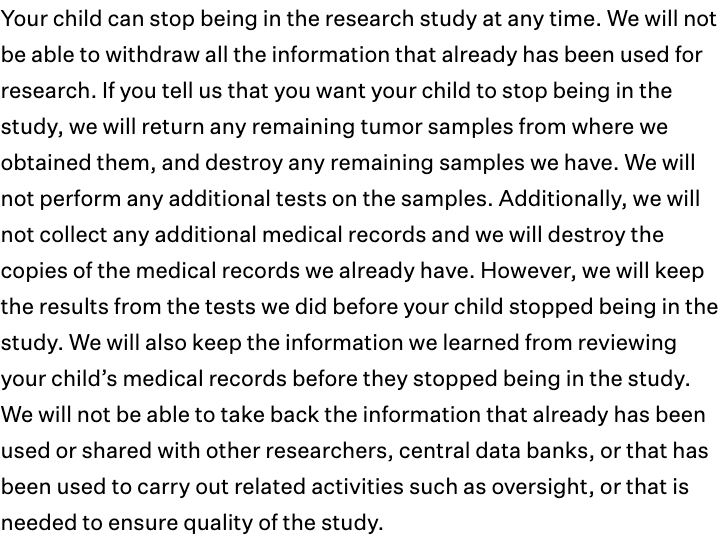 Your child can stop being in the research study at any time. We will not
be able to withdraw all the information that already has been used for
research. If you tell us that you want your child to stop being in the
study, we will return any remaining tumor samples from where we
obtained them, and destroy any remaining samples we have. We will
not perform any additional tests on the samples. Additionally, we will
not collect any additional medical records and we will destroy the
copies of the medical records we already have. However, we will keep
the results from the tests we did before your child stopped being in the
study. We will also keep the information we learned from reviewing
your child’s medical records before they stopped being in the study.
We will not be able to take back the information that already has been
used or shared with other researchers, central data banks, or that has
been used to carry out related activities such as oversight, or that is
needed to ensure quality of the study.